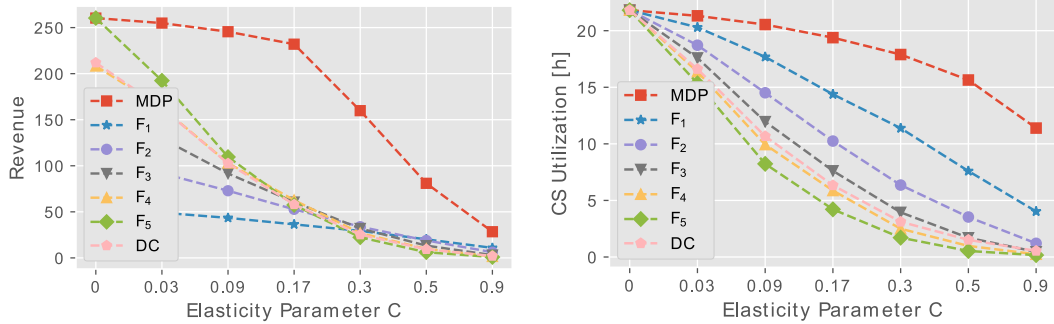 250
200
150
100
50
0
Revenue
MDP
F1
F2
F3
F4
F5
DC
0 0.03 0.09 0.17 0.3 0.5 0.9
Elasticity Parameter C
20
15
10
5
0
CS Utilization [h]
MDP
F1
F2
F3
F4
F5
DC
0 0.03 0.09 0.17 0.3 0.5 0.9
Elasticity Parameter C